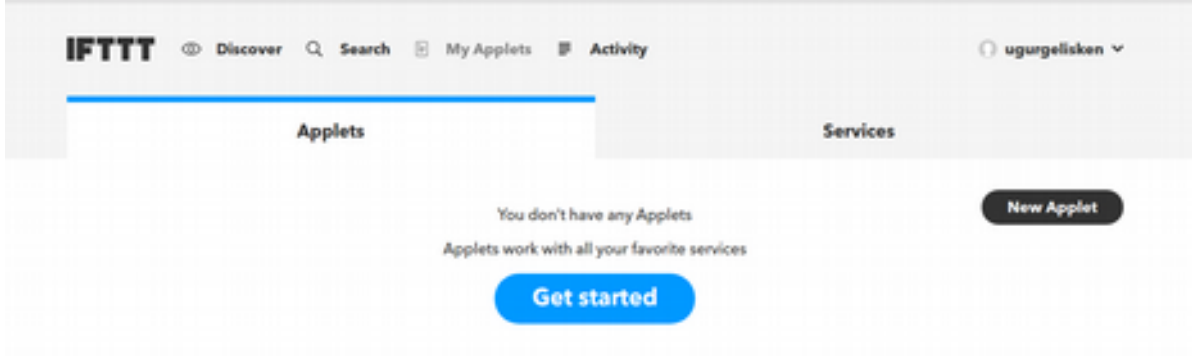 IFTTT Discover Search My Applets Activity ugurgelisken
Applets Services
New Applet
You don't have any Applets
Applets work with all your favorite services
Get started